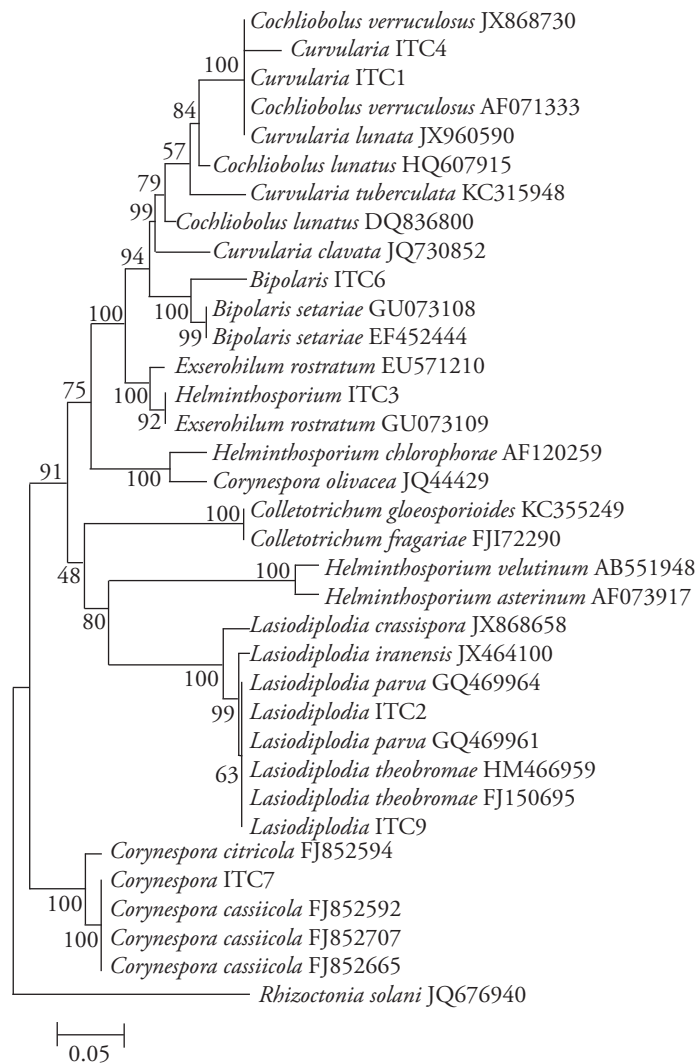 Cochliobolus verruculosus JX868730
Curvularia ITC4
100
Curvularia ITC1
Cochliobolus verruculosus AF071333
84
Curvularia lunata JX960590
57
Cochliobolus lunatus HQ607915
79
Curvularia tuberculata KC315948
99
Cochliobolus lunatus DQ836800
Curvularia clavata JQ730852
94
Bipolaris ITC6
100
Bipolaris setariae GU073108
100
99
Bipolaris setariae EF452444
Exserohilum rostratum EU571210
75
100
Helminthosporium ITC3
92
Exserohilum rostratum GU073109
Helminthosporium chlorophorae AF120259
91
100
Corynespora olivacea JQ44429
100
Colletotrichum gloeosporioides KC355249
Colletotrichum fragariae FJI72290
48
100
Helminthosporium velutinum AB551948
Helminthosporium asterinum AF073917
80
Lasiodiplodia crassispora JX868658
Lasiodiplodia iranensis JX464100
100
Lasiodiplodia parva GQ469964
99
Lasiodiplodia ITC2
Lasiodiplodia parva GQ469961
63
Lasiodiplodia theobromae HM466959
Lasiodiplodia theobromae FJ150695
Lasiodiplodia ITC9
Corynespora citricola FJ852594
Corynespora ITC7
100
Corynespora cassiicola FJ852592
100
Corynespora cassiicola FJ852707
Corynespora cassiicola FJ852665
Rhizoctonia solani JQ676940
0.05